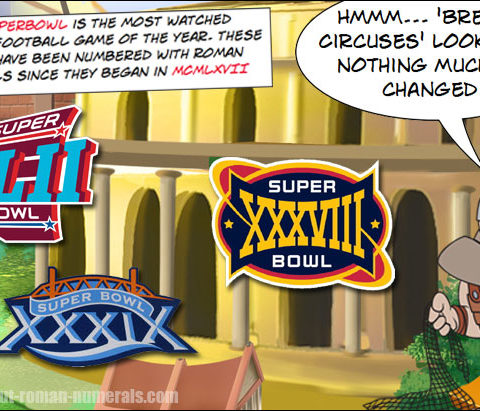 PERBOWL IS THE MOST WATCHED
FOOTBALL GAME OF THE YEAR. THESE
HAVE BEEN NUMBERED WITH ROMAN
LS SINCE THEY BEGAN IN MCMLXVII
HMMM... 'BRE
CIRCUSES' LOOK
NOTHING MUCH
CHANGED
SUPER
LII
BOWL
SUPER
XXXVIII
BOWL
SUPER BOWL
XXXIX
ut-roman-numerals.com